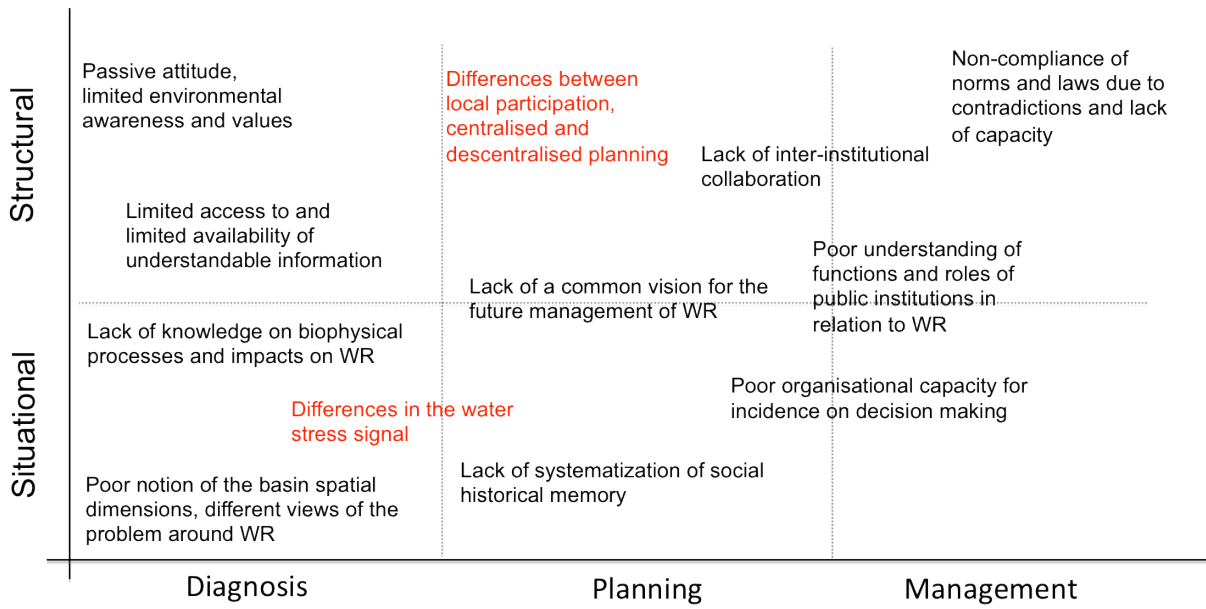 Structural
Passive attitude,
limited environmental
awareness and values
Differences between
local participation,
centralised and
descentralised planning
Non-compliance of
norms and laws due to
contradictions and lack
of capacity
Lack of inter-institutional
collaboration
Limited access to and
limited availability of
understandable information
Poor understanding of
functions and roles of
public institutions in
relation to WR
Lack of a common vision for the
future management of WR
Situational
Lack of knowledge on biophysical
processes and impacts on WR
Differences in the water
stress signal
Poor organisational capacity for
incidence on decision making
Poor notion of the basin spatial
dimensions, different views of the
problem around WR
Lack of systematization of social
historical memory
Diagnosis
Planning
Management